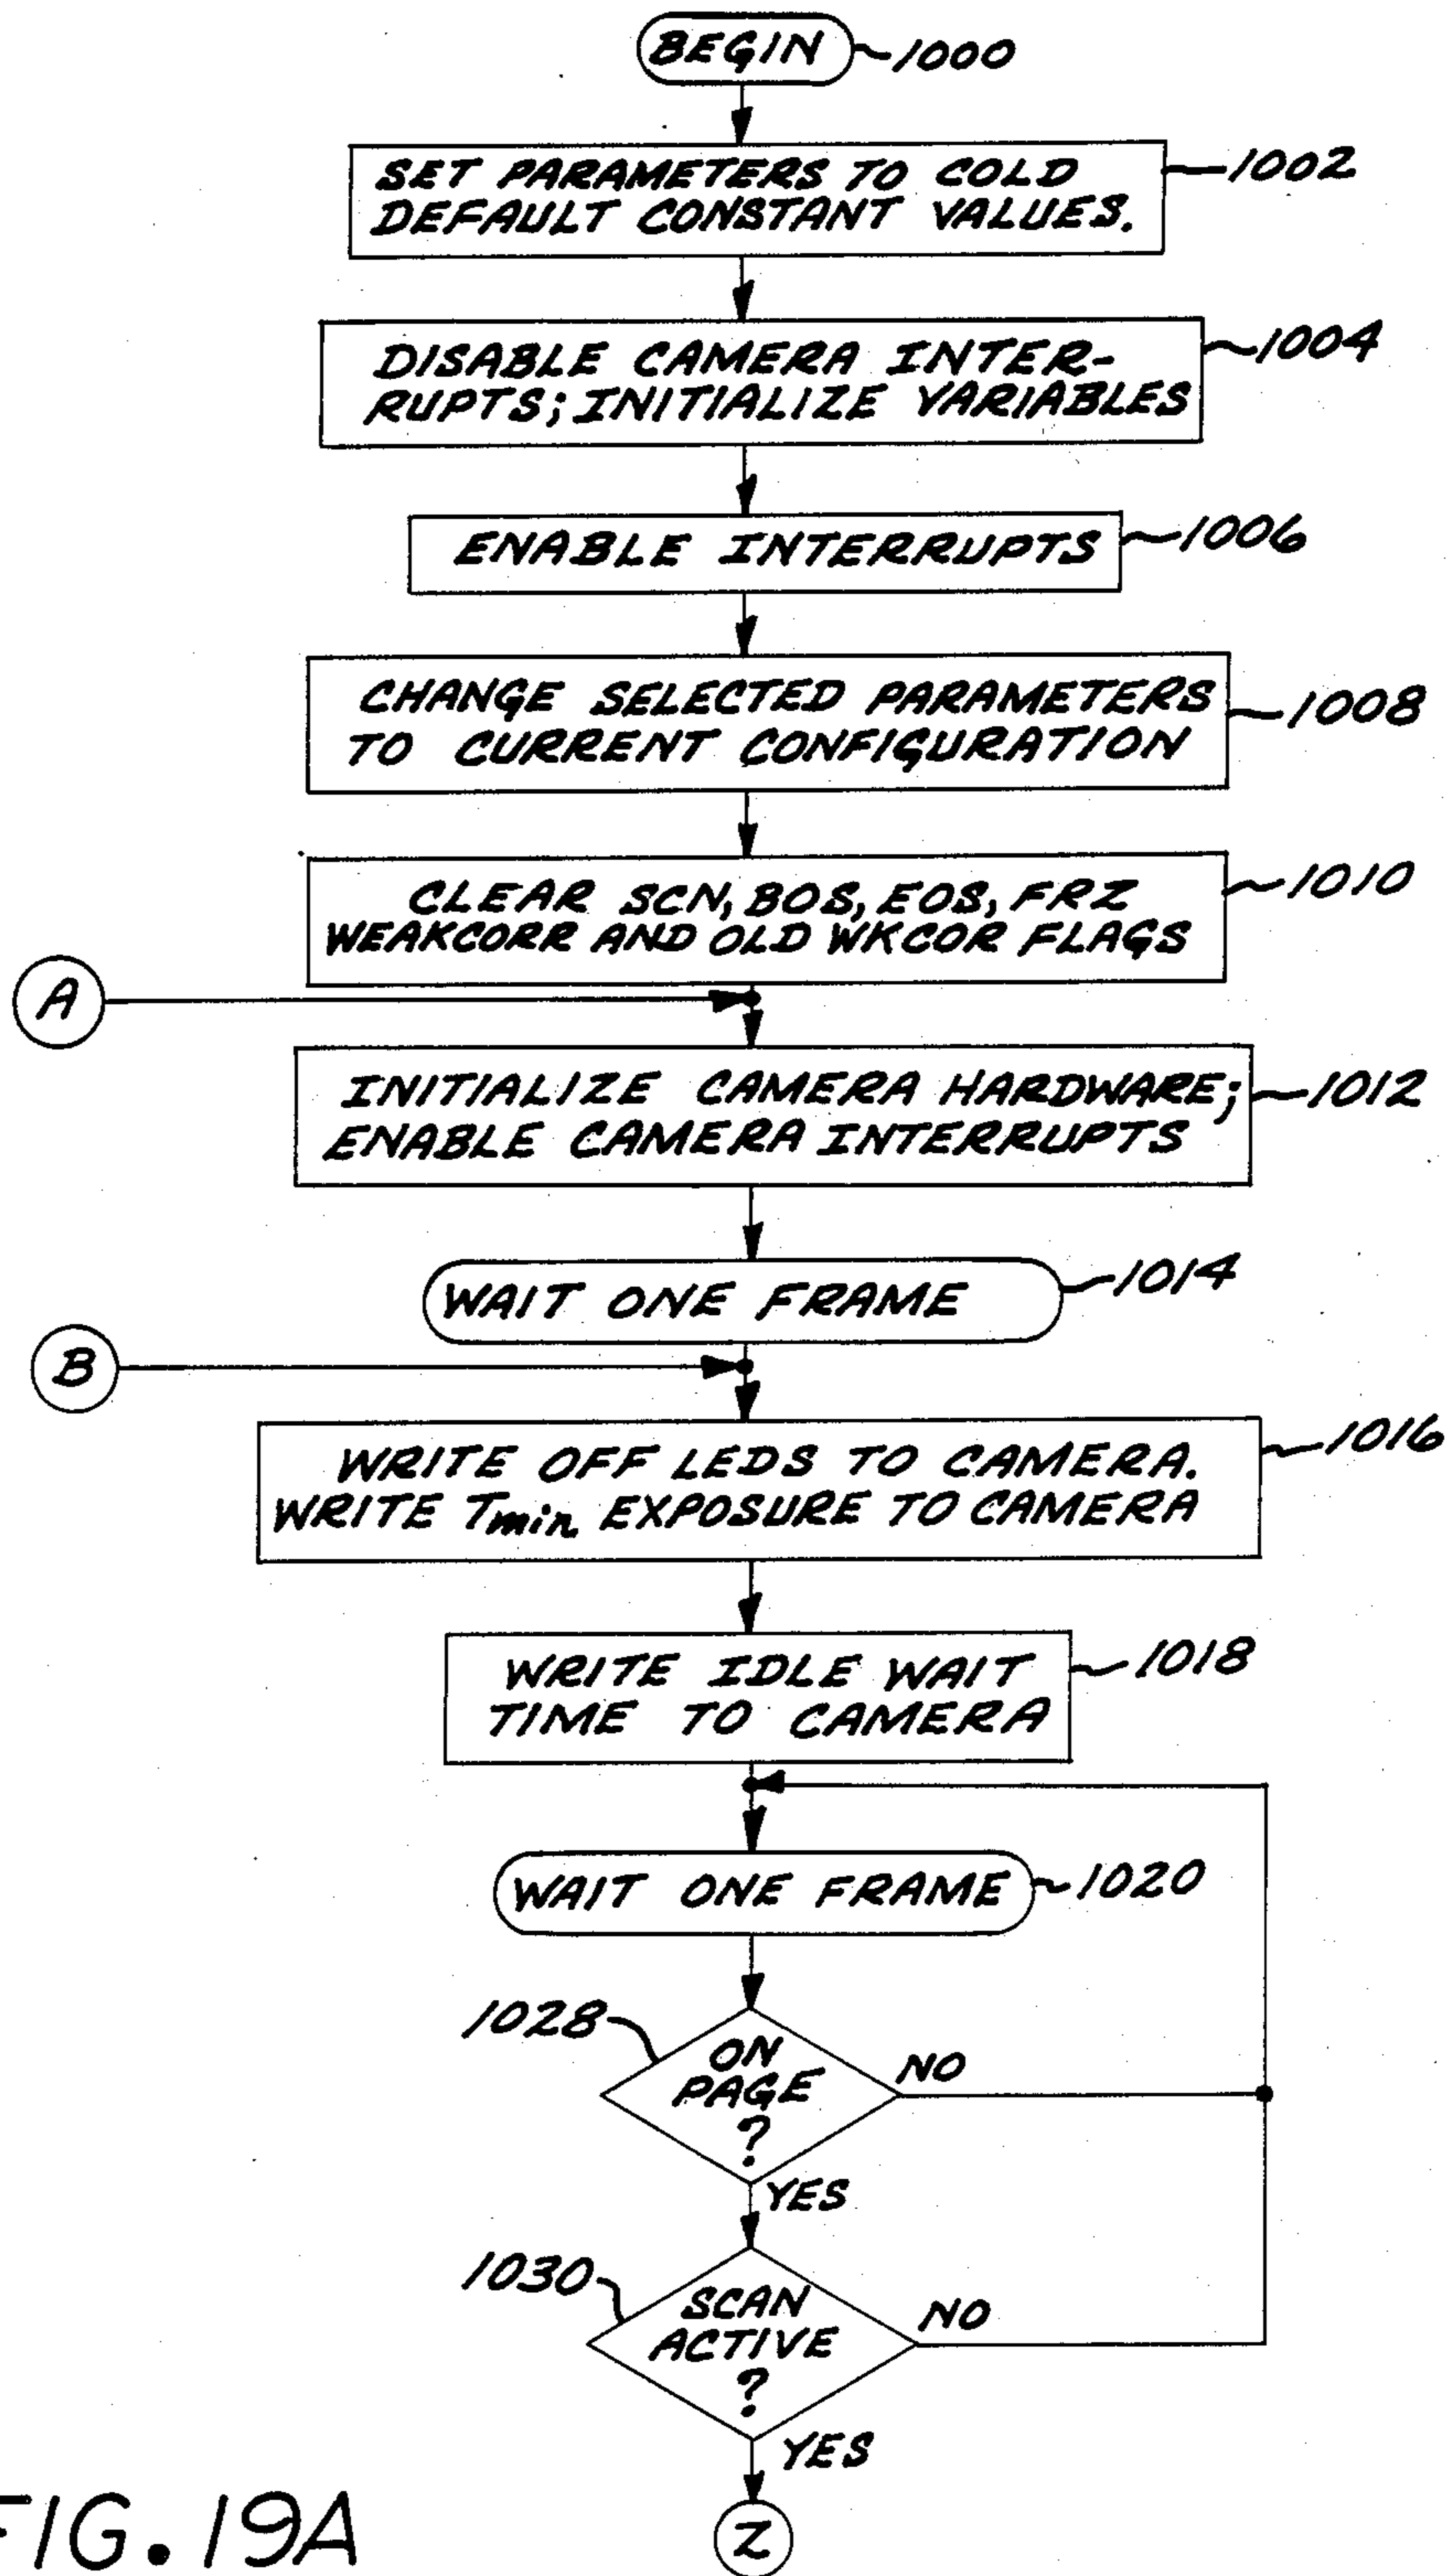 BEGIN 1000
SET PARAMETERS TO COLD 1002
DEFAULT CONSTANT VALUES.
DISABLE CAMERA INTER- 1004
RUPTS; INITIALIZE VARIABLES
ENABLE INTERRUPTS 1006
CHANGE SELECTED PARAMETERS 1008
TO CURRENT CONFIGURATION
CLEAR SCN, BOS, EOS, FRZ 1010
WEAKCORR AND OLD WKCOR FLAGS
A
INITIALIZE CAMERA HARDWARE; 1012
ENABLE CAMERA INTERRUPTS
WAIT ONE FRAME 1014
B
WRITE OFF LEDS TO CAMERA. 1016
WRITE Tmin EXPOSURE TO CAMERA
WRITE IDLE WAIT 1018
TIME TO CAMERA
WAIT ONE FRAME 1020
1028
ON
PAGE
?
NO
YES
1030
SCAN
ACTIVE
?
NO
YES
Z
FIG. 19A